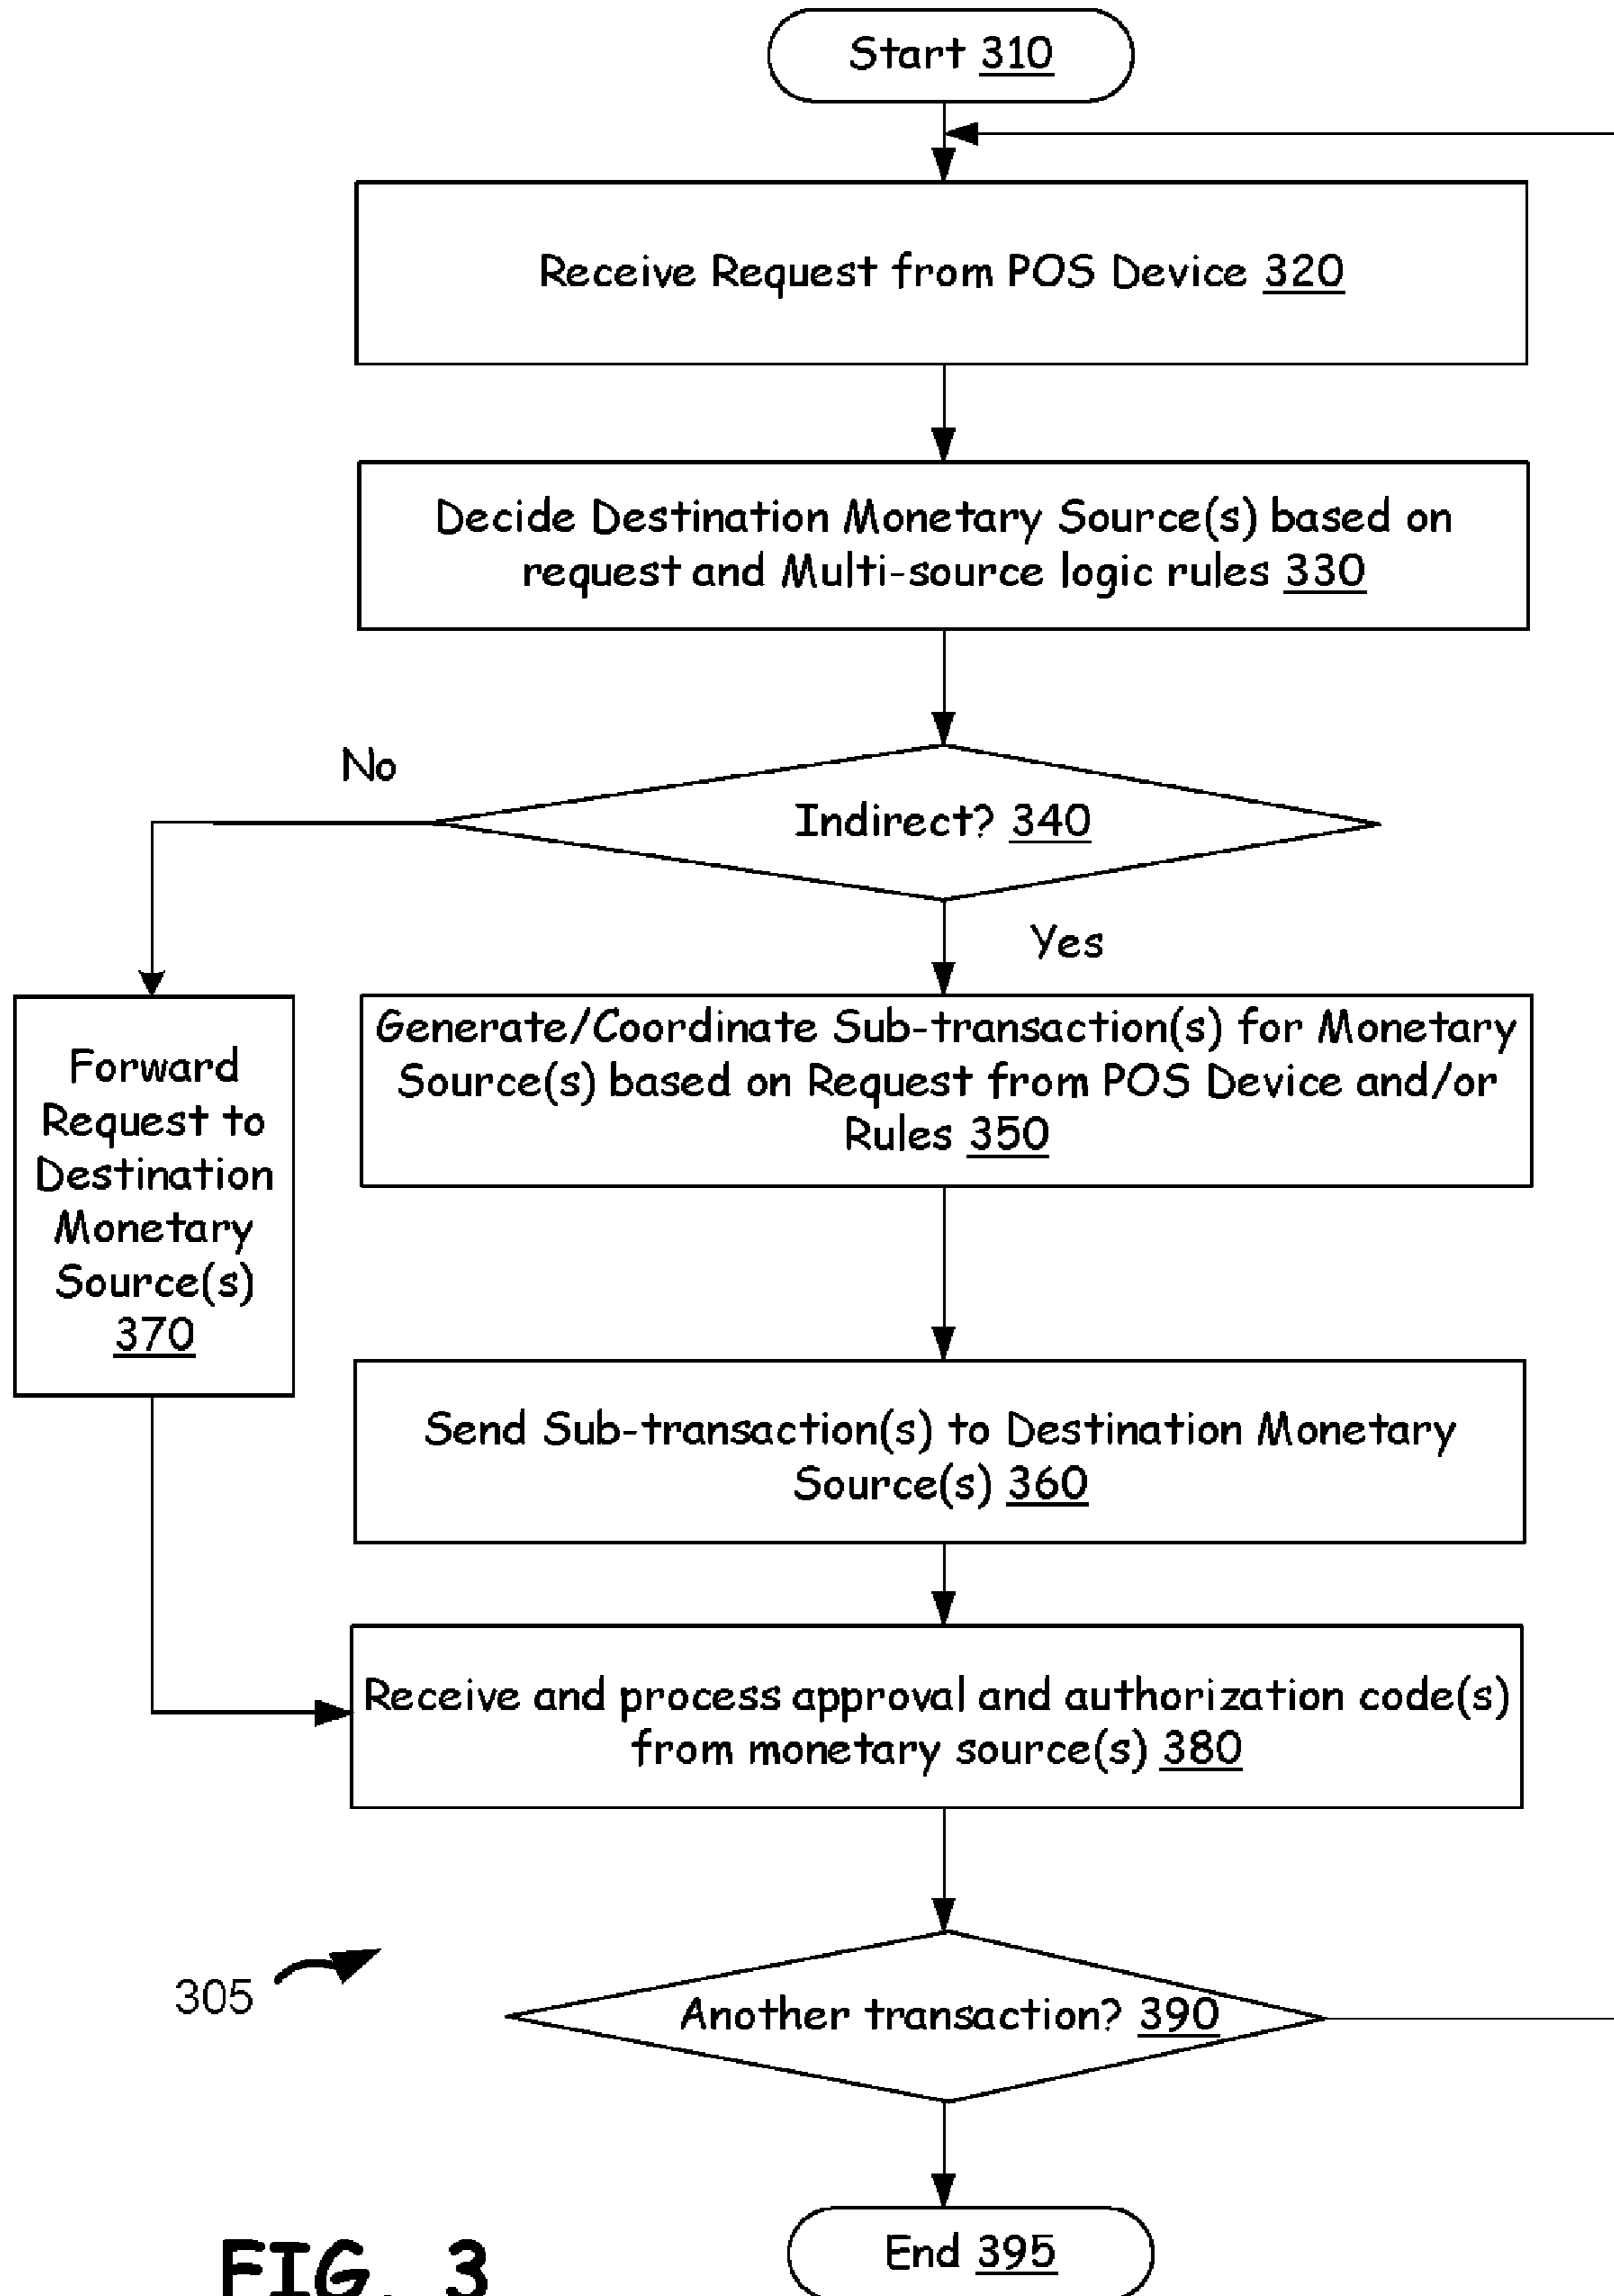 Start 310
Receive Request from POS Device 320
Decide Destination Monetary Source(s) based on
request and Multi-source logic rules 330
No
Indirect? 340
Yes
Generate/Coordinate Sub-transaction(s) for Monetary
Source(s) based on Request from POS Device and/or
Rules 350
Forward
Request to
Destination
Monetary
Source(s)
370
Send Sub-transaction(s) to Destination Monetary
Source(s) 360
Receive and process approval and authorization code(s)
from monetary source(s) 380
305
Another transaction? 390
End 395
FIG. 3